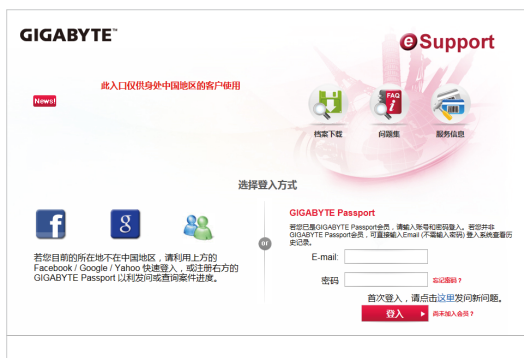 GIGABYTE™
eSupport
此入口仅供身处中国地区的客户使用
News!
FAQ
档案下载
问题集
服务信息
选择登入方式
f
g
若您目前的所在地不在中国地区，请利用上方的
Facebook / Google / Yahoo 快速登入，或注册右方的
GIGABYTE Passport 以利发问或查询案件进度。
or
GIGABYTE Passport
若您已是GIGABYTE Passport会员，请输入账号和密码登入。若您并非
GIGABYTE Passport会员，可直接输入Email (不需输入密码) 登入系统查看历
史记录。
E-mail:
密码
忘记密码？
首次登入，请点击这里发问新问题。
登入
尚未加入会员？